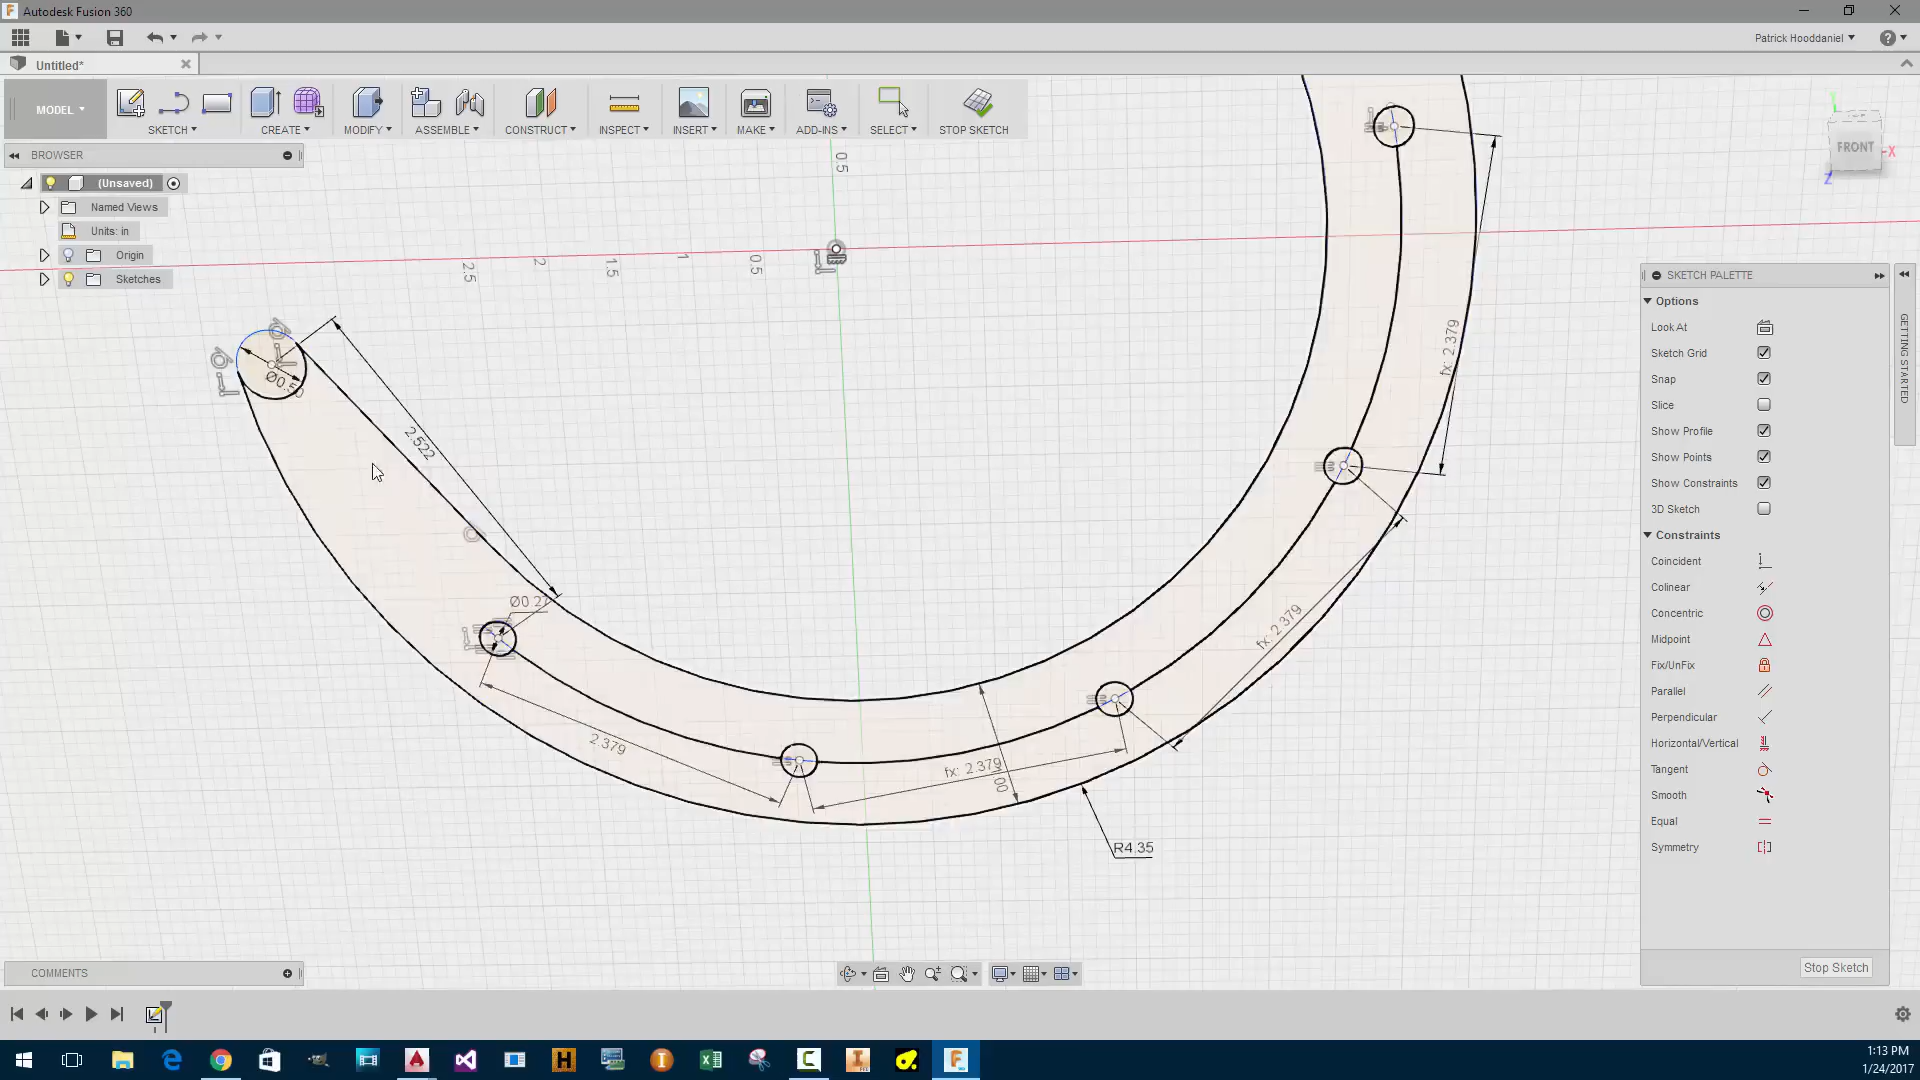 Autodesk Fusion 360
Patrick Hooddaniel
Untitled*
MODEL
SKETCH
CREATE
MODIFY
ASSEMBLE
CONSTRUCT
INSPECT
INSERT
MAKE
ADD-INS
SELECT
STOP SKETCH
BROWSER
(Unsaved)
Named Views
Units: in
Origin
Sketches
FRONT
X
Z
0.5
2.5
2
1.5
1
0.5
2.522
fx: 2.379
fx: 2.379
2.379
fx: 2.379
R4.35
SKETCH PALETTE
GETTING STARTED
Options
Look At
Sketch Grid
Snap
Slice
Show Profile
Show Points
Show Constraints
3D Sketch
Constraints
Coincident
Colinear
Concentric
Midpoint
Fix/UnFix
Parallel
Perpendicular
Horizontal/Vertical
Tangent
Smooth
Equal
Symmetry
Stop Sketch
COMMENTS
1:13 PM
1/24/2017